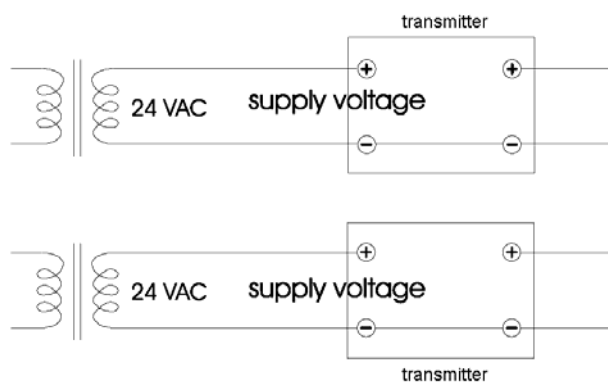 transmitter
+ +
24 VAC supply voltage
- -
+ +
24 VAC supply voltage
- -
transmitter